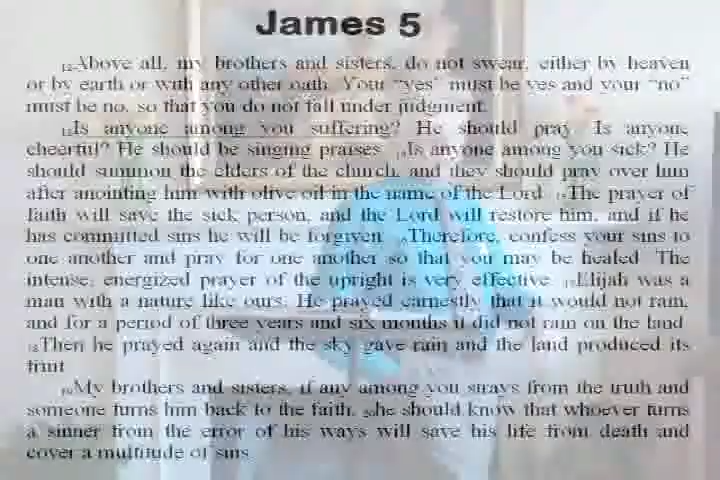 James 5
12Above all, my brothers and sisters, do not swear, either by heaven
or by earth or with any other oath. Your "yes" must be yes and your "no"
must be no, so that you do not fall under judgment.
13Is anyone among you suffering? He should pray. Is anyone
cheerful? He should be singing praises. 14Is anyone among you sick? He
should summon the elders of the church, and they should pray over him
after anointing him with olive oil in the name of the Lord. 15The prayer of
faith will save the sick person, and the Lord will restore him, and if he
has committed sins he will be forgiven. 16Therefore, confess your sins to
one another and pray for one another so that you may be healed. The
intense, energized prayer of the upright is very effective. 17Elijah was a
man with a nature like ours. He prayed earnestly that it would not rain,
and for a period of three years and six months it did not rain on the land.
18Then he prayed again and the sky gave rain and the land produced its
fruit.
19My brothers and sisters, if any among you strays from the truth and
someone turns him back to the faith, 20he should know that whoever turns
a sinner from the error of his ways will save his life from death and
cover a multitude of sins.